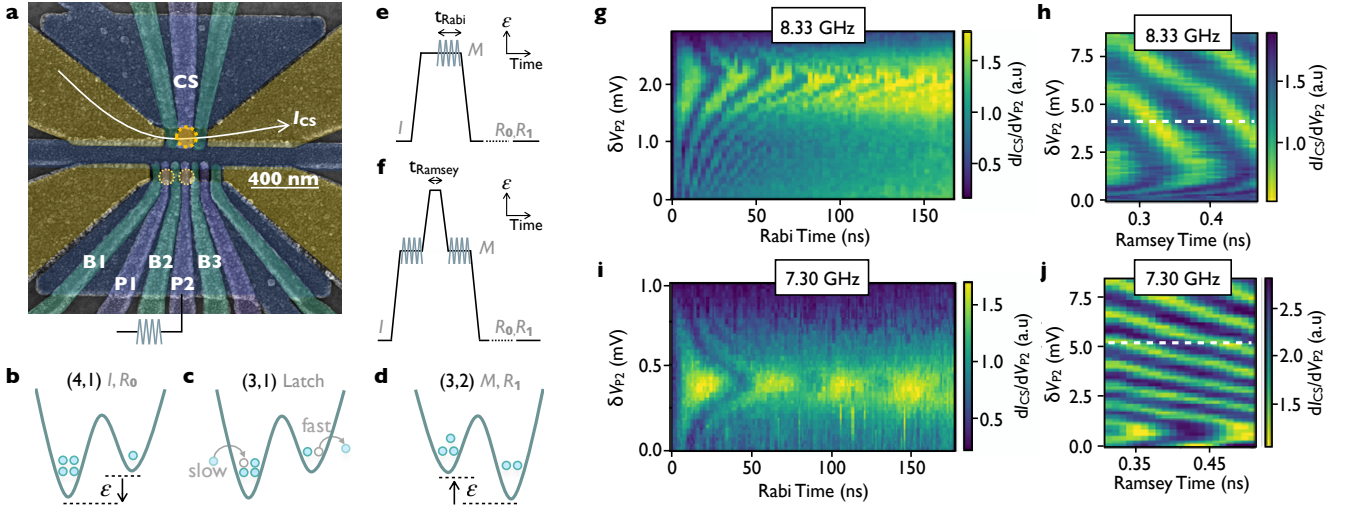 a
CS
I_CS
400 nm
B1
B2
B3
P1
P2
b
(4,1) I, R₀
ε
c
(3,1) Latch
slow
fast
d
(3,2) M, R₁
ε
e
t_Rabi
ε
M
Time
I
R₀,R₁
f
t_Ramsey
ε
Time
M
I
R₀,R₁
g
8.33 GHz
δV_P2 (mV)
3.0
2.0
1.0
0.0
0
50
100
150
Rabi Time (ns)
1.5
1.0
0.5
dI_CS/dV_P2 (a.u)
h
8.33 GHz
δV_P2 (mV)
7.5
5.0
2.5
0.0
0.3
0.4
Ramsey Time (ns)
1.5
1.0
dI_CS/dV_P2 (a.u)
i
7.30 GHz
δV_P2 (mV)
1.0
0.5
0.0
0
50
100
150
Rabi Time (ns)
1.5
1.0
0.5
dI_CS/dV_P2 (a.u)
j
7.30 GHz
δV_P2 (mV)
7.5
5.0
2.5
0.0
0.35
0.45
Ramsey Time (ns)
2.5
2.0
1.5
dI_CS/dV_P2 (a.u)